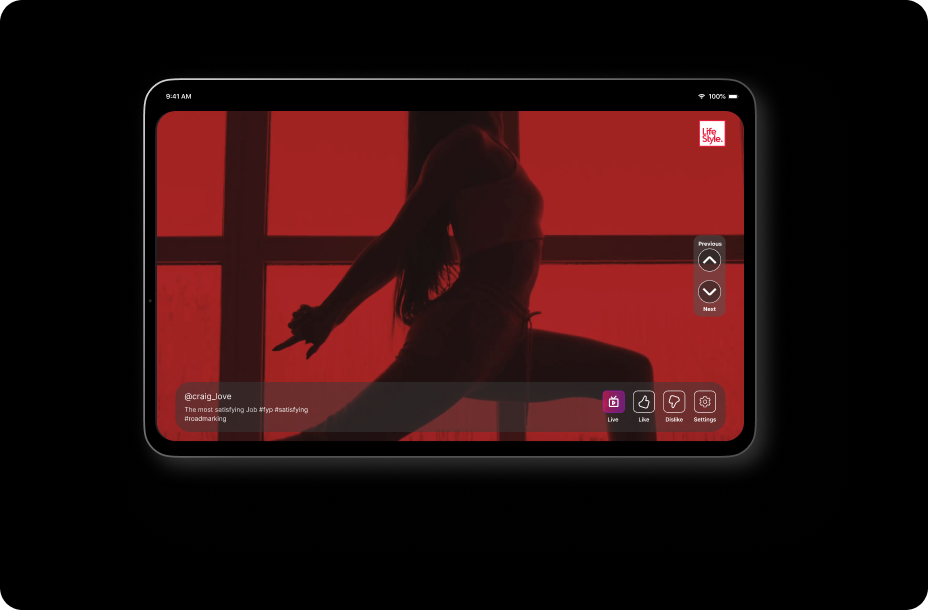 9:41 AM
100%
Life
Style.
Previous
Next
@craig_love
The most satisfying Job #fyp #satisfying
#roadmarking
Live
Like
Dislike
Settings